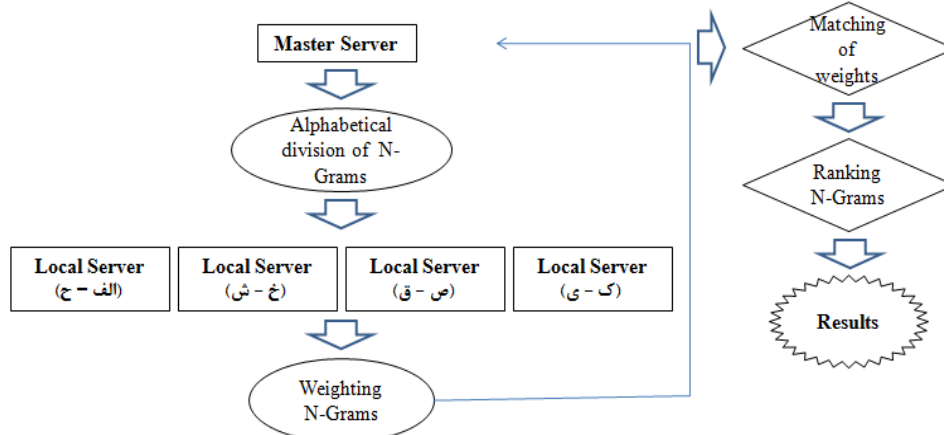 Master Server
Alphabetical
division of N-
Grams
Local Server
(الف – ح)
Local Server
(خ - ش)
Local Server
(ص - ق)
Local Server
(ک - ی)
Weighting
N-Grams
Matching
of
weights
Ranking
N-Grams
Results